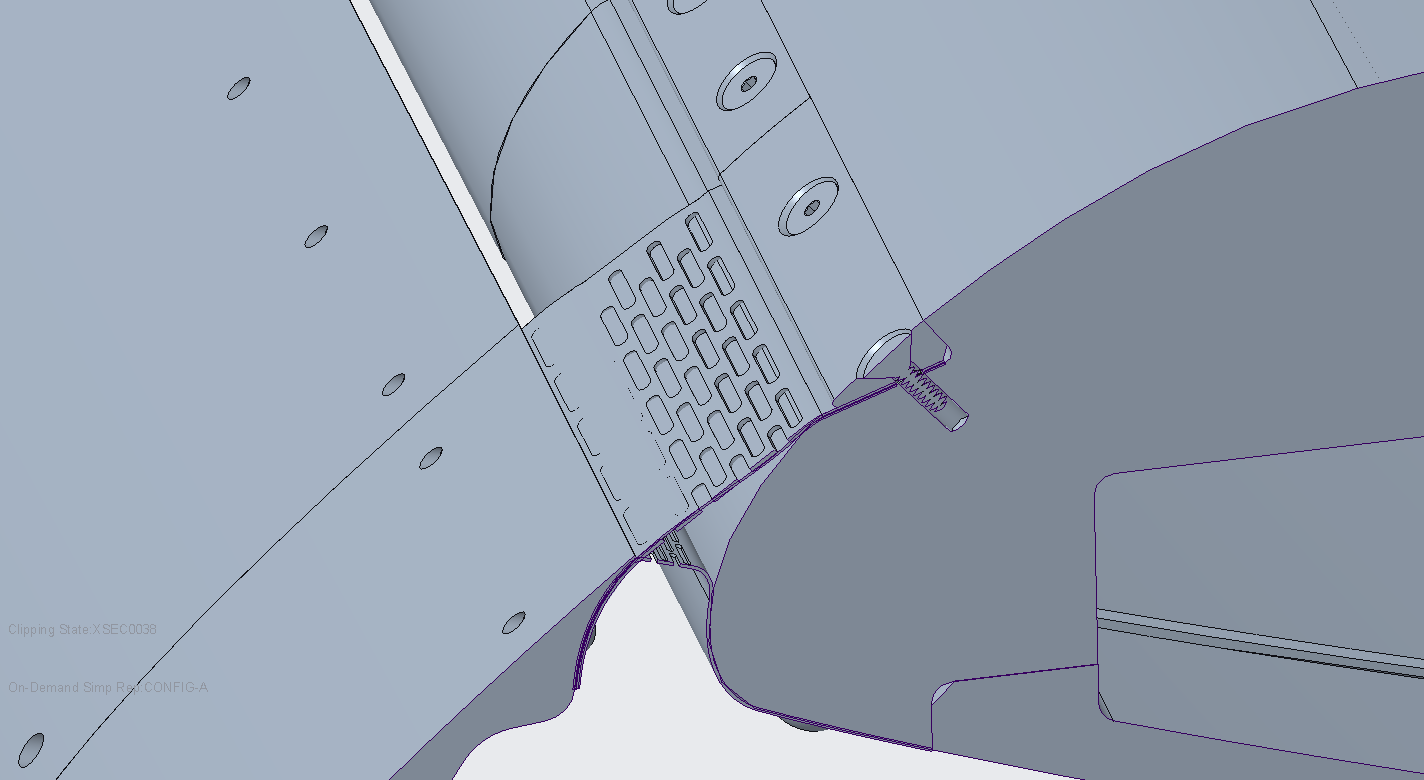 Clipping State:XSEC0038
On-Demand Simp Rep:CONFIG-A